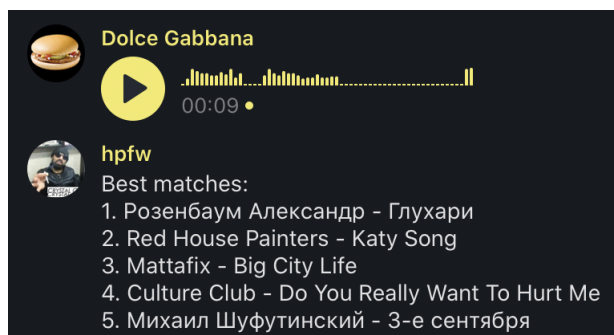 Dolce Gabbana
00:09
hpfw
Best matches:
1. Розенбаум Александр - Глухари
2. Red House Painters - Katy Song
3. Mattafix - Big City Life
4. Culture Club - Do You Really Want To Hurt Me
5. Михаил Шуфутинский - 3-е сентября